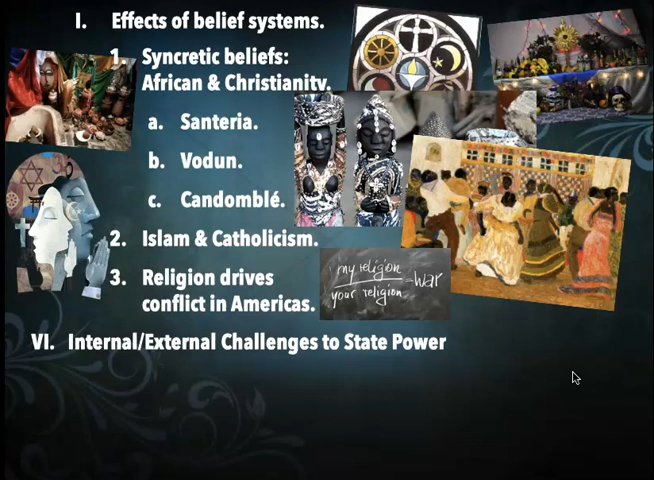 I. Effects of belief systems.
1. Syncretic beliefs:
African & Christianity.
a. Santeria.
b. Vodun.
c. Candomblé.
2. Islam & Catholicism.
3. Religion drives
conflict in Americas.
my religion
your religion
=War
VI. Internal/External Challenges to State Power